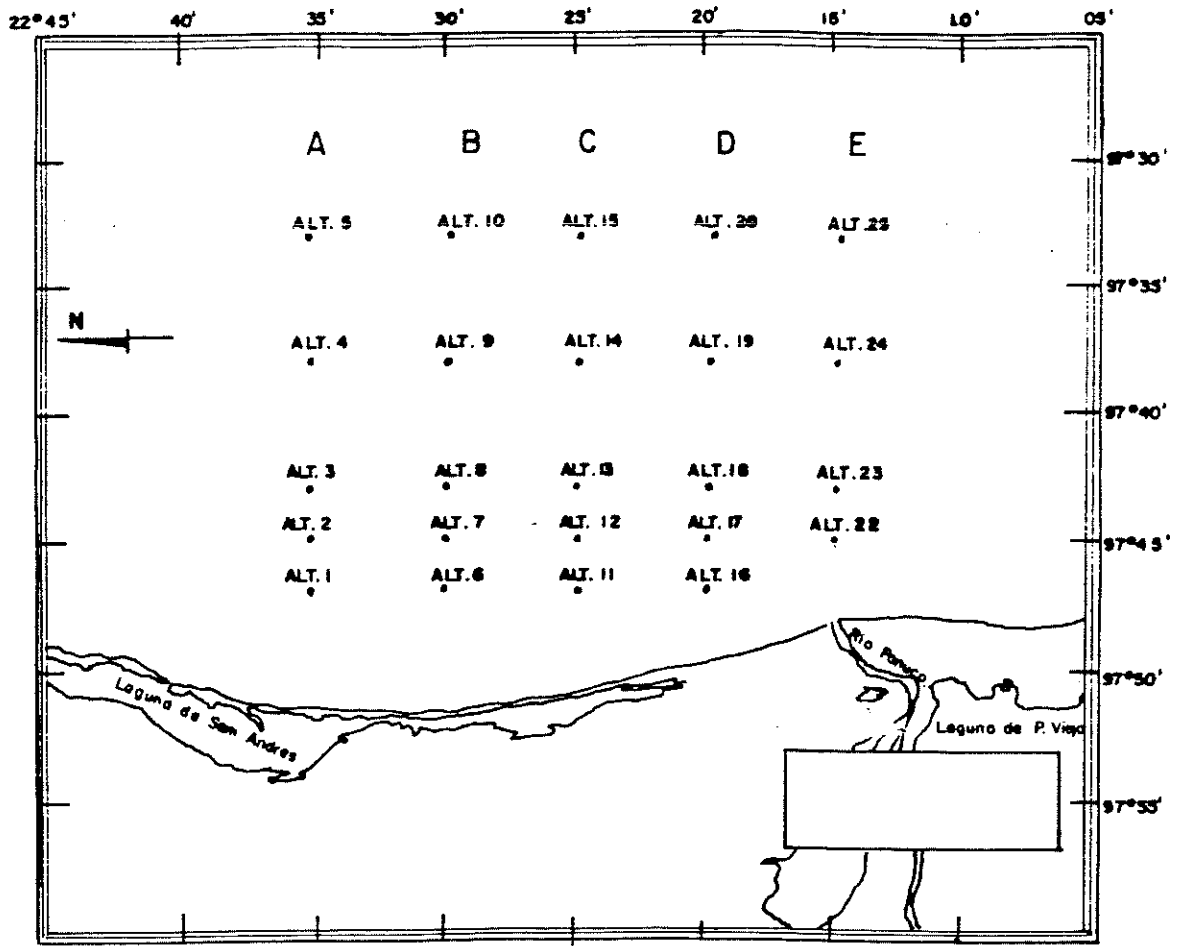 22°45' 40' 35' 30' 25' 20' 15' 10' 05'
A B C D E
97°30'
ALT. 5 ALT. 10 ALT. 15 ALT. 20 ALT. 25
97°35'
N
ALT. 4 ALT. 9 ALT. 14 ALT. 19 ALT. 24
97°40'
ALT. 3 ALT. 8 ALT. 13 ALT. 18 ALT. 23
ALT. 2 ALT. 7 ALT. 12 ALT. 17 ALT. 22
97°45'
ALT. 1 ALT. 6 ALT. 11 ALT. 16
Río Panuco
97°50'
Laguna de San Andres
Laguna de P. Viejo
97°55'